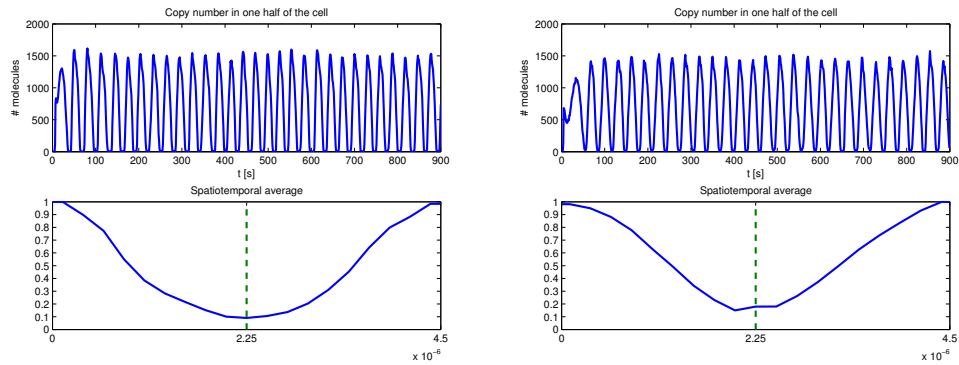 Copy number in one half of the cell
2000
1500
1000
500
0
# molecules
0 100 200 300 400 500 600 700 800 900
t [s]
Spatiotemporal average
1
0.9
0.8
0.7
0.6
0.5
0.4
0.3
0.2
0.1
0
0 2.25 4.5
x 10⁻⁶
Copy number in one half of the cell
2000
1500
1000
500
0
# molecules
0 100 200 300 400 500 600 700 800 900
t [s]
Spatiotemporal average
1
0.9
0.8
0.7
0.6
0.5
0.4
0.3
0.2
0.1
0
0 2.25 4.5
x 10⁻⁶